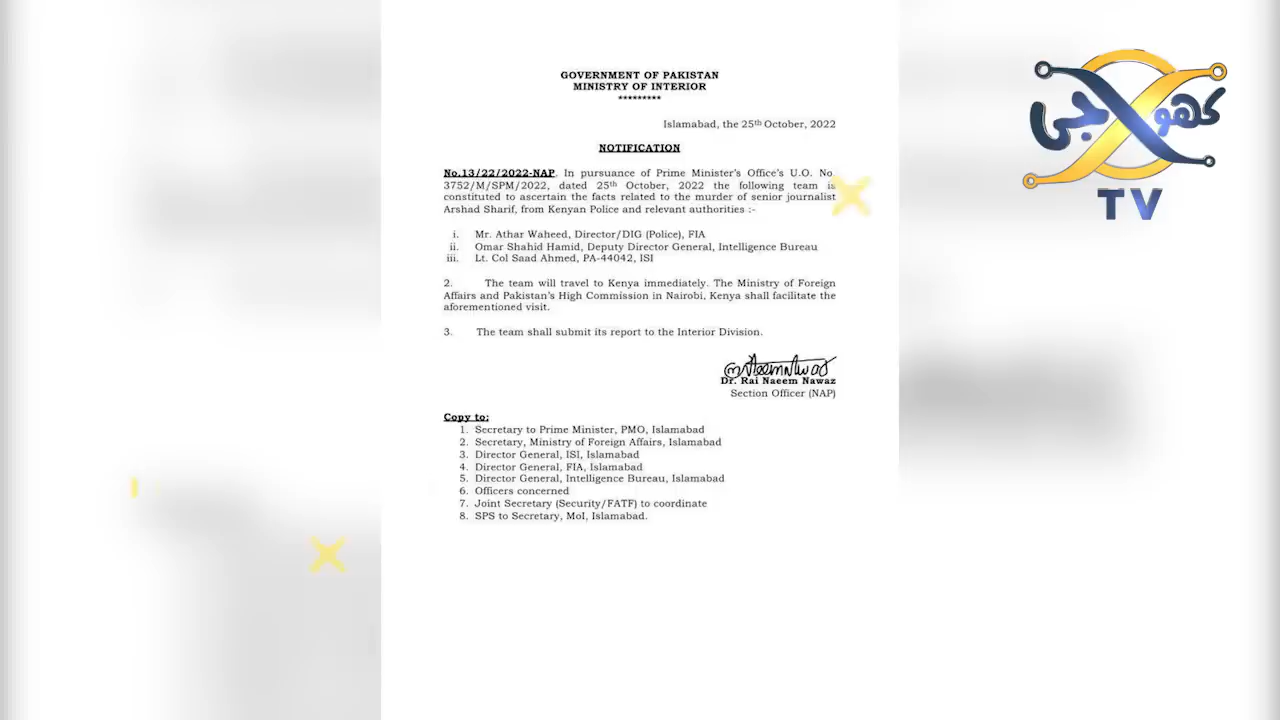 GOVERNMENT OF PAKISTAN
MINISTRY OF INTERIOR
*********
Islamabad, the 25th October, 2022
NOTIFICATION
No.13/22/2022-NAP. In pursuance of Prime Minister's Office's U.O. No.
3752/M/SPM/2022, dated 25th October, 2022 the following team is
constituted to ascertain the facts related to the murder of senior journalist
Arshad Sharif, from Kenyan Police and relevant authorities :-
i. Mr. Athar Waheed, Director/DIG (Police), FIA
ii. Omar Shahid Hamid, Deputy Director General, Intelligence Bureau
iii. Lt. Col Saad Ahmed, PA-44042, ISI
2. The team will travel to Kenya immediately. The Ministry of Foreign
Affairs and Pakistan's High Commission in Nairobi, Kenya shall facilitate the
aforementioned visit.
3. The team shall submit its report to the Interior Division.
Dr. Rai Naeem Nawaz
Section Officer (NAP)
Copy to:
1. Secretary to Prime Minister, PMO, Islamabad
2. Secretary, Ministry of Foreign Affairs, Islamabad
3. Director General, ISI, Islamabad
4. Director General, FIA, Islamabad
5. Director General, Intelligence Bureau, Islamabad
6. Officers concerned
7. Joint Secretary (Security/FATF) to coordinate
8. SPS to Secretary, MoI, Islamabad.
کھوجی
TV